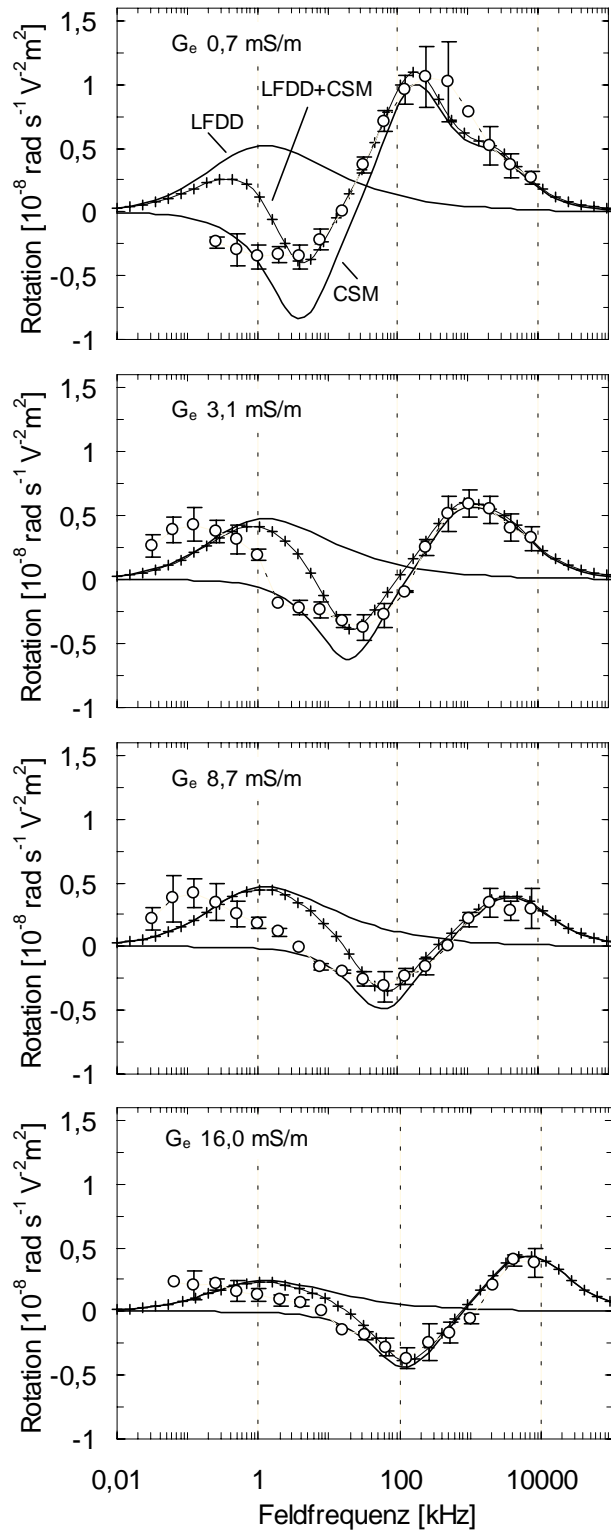 G_e 0,7 mS/m
LFDD+CSM
LFDD
CSM
1,5
1
0,5
0
-0,5
-1
Rotation [10^-8 rad s^-1 V^-2m^2]
G_e 3,1 mS/m
1,5
1
0,5
0
-0,5
-1
Rotation [10^-8 rad s^-1 V^-2m^2]
G_e 8,7 mS/m
1,5
1
0,5
0
-0,5
-1
Rotation [10^-8 rad s^-1 V^-2m^2]
G_e 16,0 mS/m
1,5
1
0,5
0
-0,5
-1
Rotation [10^-8 rad s^-1 V^-2m^2]
0,01 1 100 10000
Feldfrequenz [kHz]